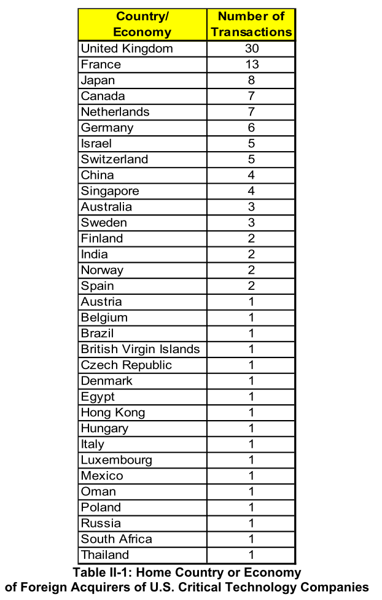 Country/ Number of
Economy Transactions
United Kingdom 30
France 13
Japan 8
Canada 7
Netherlands 7
Germany 6
Israel 5
Switzerland 5
China 4
Singapore 4
Australia 3
Sweden 3
Finland 2
India 2
Norway 2
Spain 2
Austria 1
Belgium 1
Brazil 1
British Virgin Islands 1
Czech Republic 1
Denmark 1
Egypt 1
Hong Kong 1
Hungary 1
Italy 1
Luxembourg 1
Mexico 1
Oman 1
Poland 1
Russia 1
South Africa 1
Thailand 1
Table II-1: Home Country or Economy
of Foreign Acquirers of U.S. Critical Technology Companies